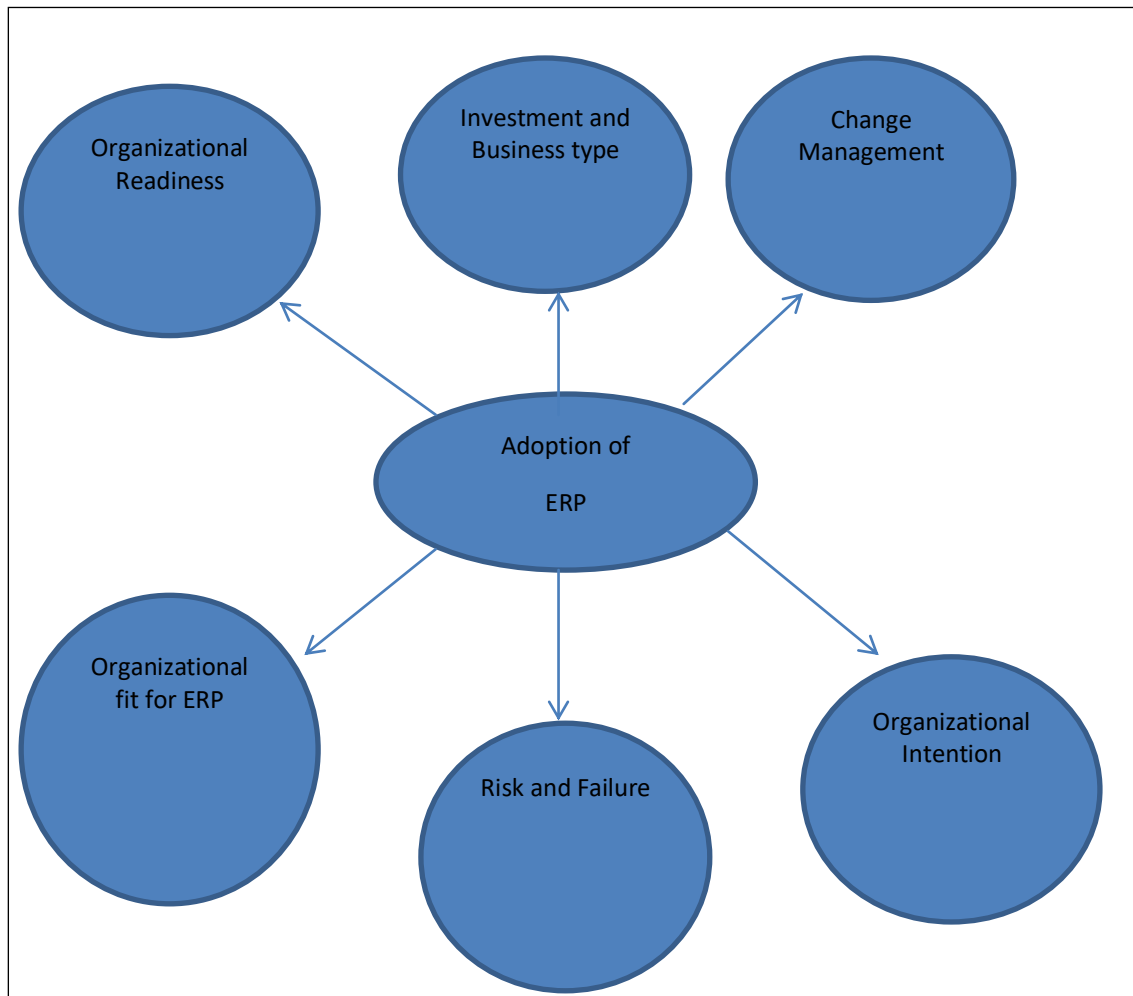 Organizational
Readiness
Investment and
Business type
Change
Management
Adoption of
ERP
Organizational
fit for ERP
Risk and Failure
Organizational
Intention